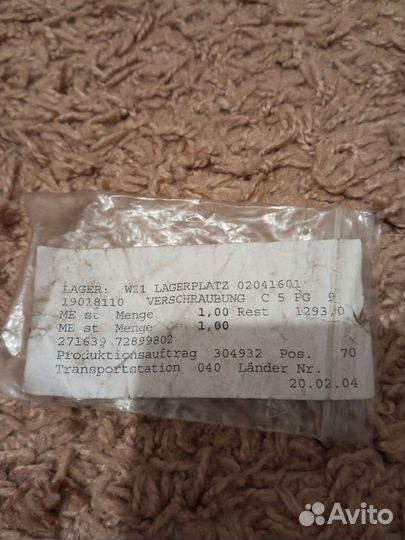 LAGER: WE1 LAGERPLATZ 02041601
19018110 VERSCHRAUBUNG C 5 PG 9
ME st Menge 1,00 Rest 1293,0
ME st Menge 1,00
271639 72899802
Produktionsauftrag 304932 Pos. 70
Transportstation 040 Länder Nr.
20.02.04
Avito